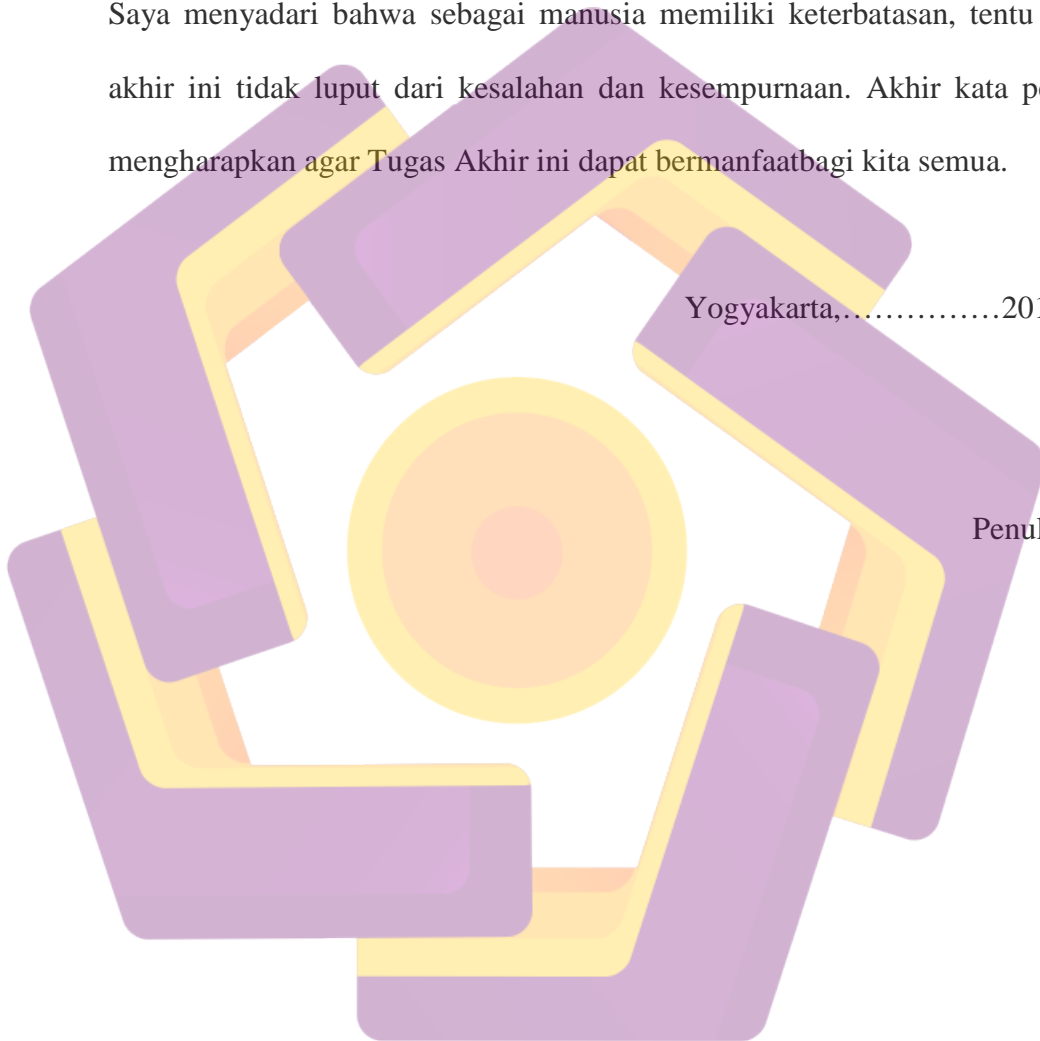 Saya menyadari bahwa sebagai manusia memiliki keterbatasan, tentu
akhir ini tidak luput dari kesalahan dan kesempurnaan. Akhir kata
mengharapkan agar Tugas Akhir ini dapat bermanfaatbagi kita semua.
Yogyakarta,……………201